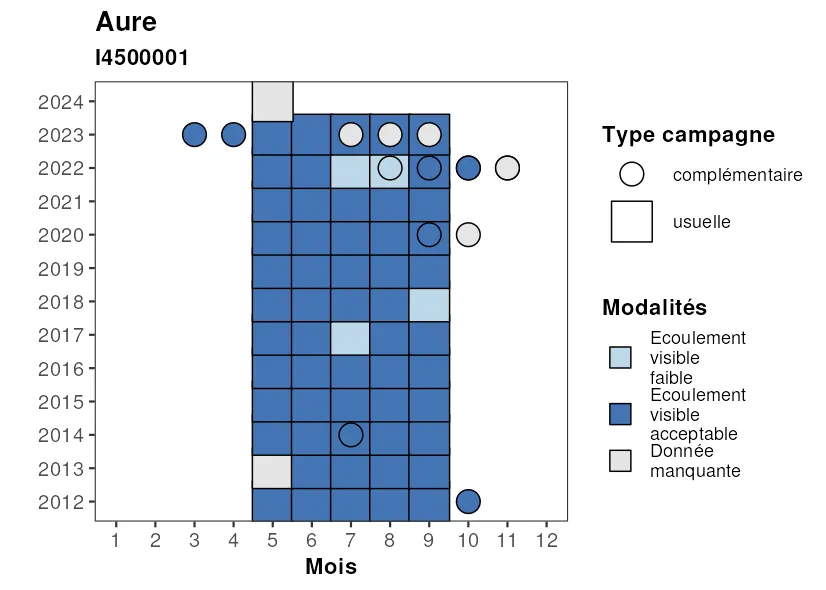 Aure
I4500001
2024
2023
2022
2021
2020
2019
2018
2017
2016
2015
2014
2013
2012
1 2 3 4 5 6 7 8 9 10 11 12
Mois
Type campagne
complémentaire
usuelle
Modalités
Ecoulement
visible
faible
Ecoulement
visible
acceptable
Donnée
manquante